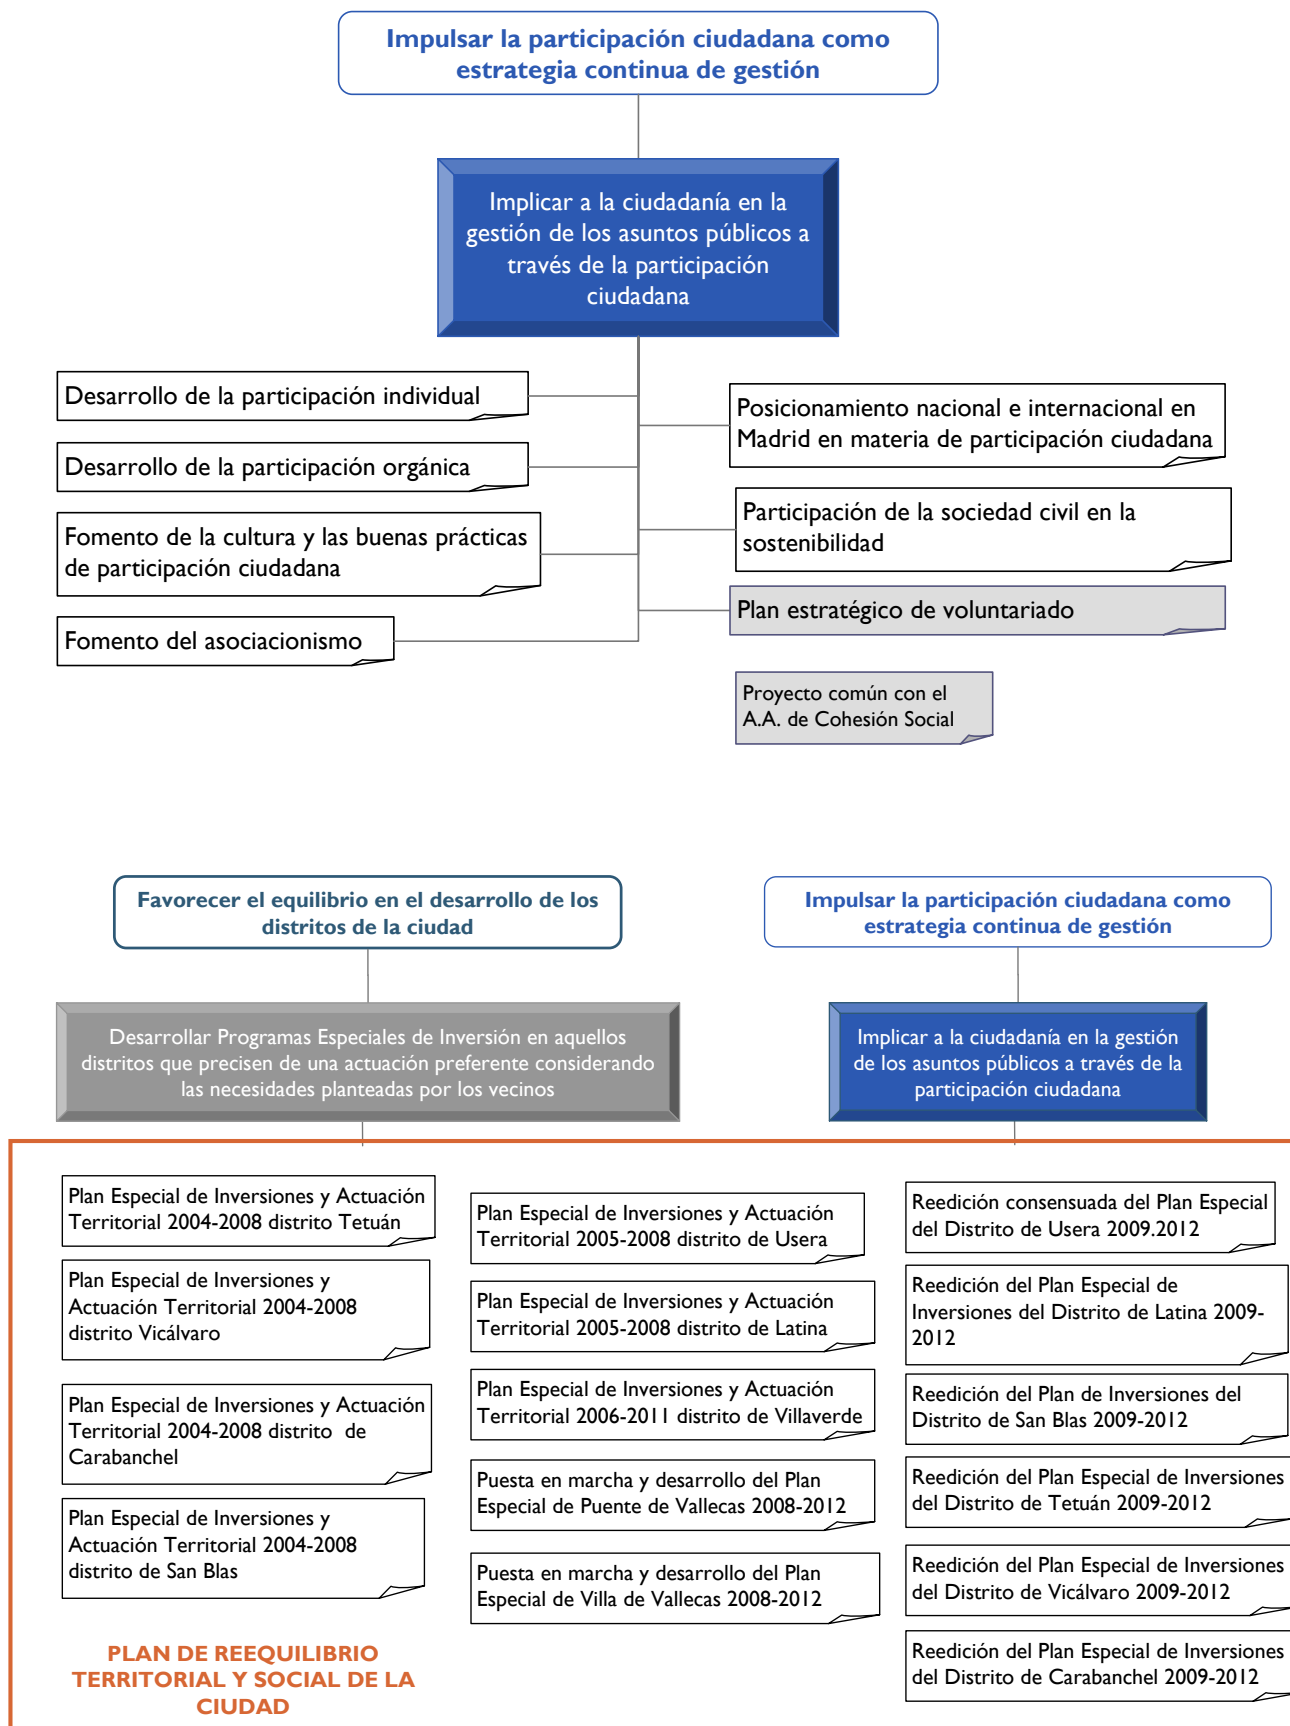 Impulsar la participación ciudadana como
estrategia continua de gestión
Implicar a la ciudadanía en la
gestión de los asuntos públicos a
través de la participación
ciudadana
Desarrollo de la participación individual
Desarrollo de la participación orgánica
Fomento de la cultura y las buenas prácticas
de participación ciudadana
Fomento del asociacionismo
Posicionamiento nacional e internacional en
Madrid en materia de participación ciudadana
Participación de la sociedad civil en la
sostenibilidad
Plan estratégico de voluntariado
Proyecto común con el
A.A. de Cohesión Social
Favorecer el equilibrio en el desarrollo de los
distritos de la ciudad
Desarrollar Programas Especiales de Inversión en aquellos
distritos que precisen de una actuación preferente considerando
las necesidades planteadas por los vecinos
Impulsar la participación ciudadana como
estrategia continua de gestión
Implicar a la ciudadanía en la gestión
de los asuntos públicos a través de la
participación ciudadana
Plan Especial de Inversiones y Actuación
Territorial 2004-2008 distrito Tetuán
Plan Especial de Inversiones y
Actuación Territorial 2004-2008
distrito Vicálvaro
Plan Especial de Inversiones y Actuación
Territorial 2004-2008 distrito  de
Carabanchel
Plan Especial de Inversiones y
Actuación Territorial 2004-2008
distrito de San Blas
PLAN DE REEQUILIBRIO
TERRITORIAL Y SOCIAL DE LA
CIUDAD
Plan Especial de Inversiones y Actuación
Territorial 2005-2008 distrito de Usera
Plan Especial de Inversiones y Actuación
Territorial 2005-2008 distrito de Latina
Plan Especial de Inversiones y Actuación
Territorial 2006-2011 distrito de Villaverde
Puesta en marcha y desarrollo del Plan
Especial de Puente de Vallecas 2008-2012
Puesta en marcha y desarrollo del Plan
Especial de Villa de Vallecas 2008-2012
Reedición consensuada del Plan Especial
del Distrito de Usera 2009.2012
Reedición del Plan Especial de
Inversiones del Distrito de Latina 2009-
2012
Reedición del Plan de Inversiones del
Distrito de San Blas 2009-2012
Reedición del Plan Especial de Inversiones
del Distrito de Tetuán 2009-2012
Reedición del Plan Especial de Inversiones
del Distrito de Vicálvaro 2009-2012
Reedición del Plan Especial de Inversiones
del Distrito de Carabanchel 2009-2012